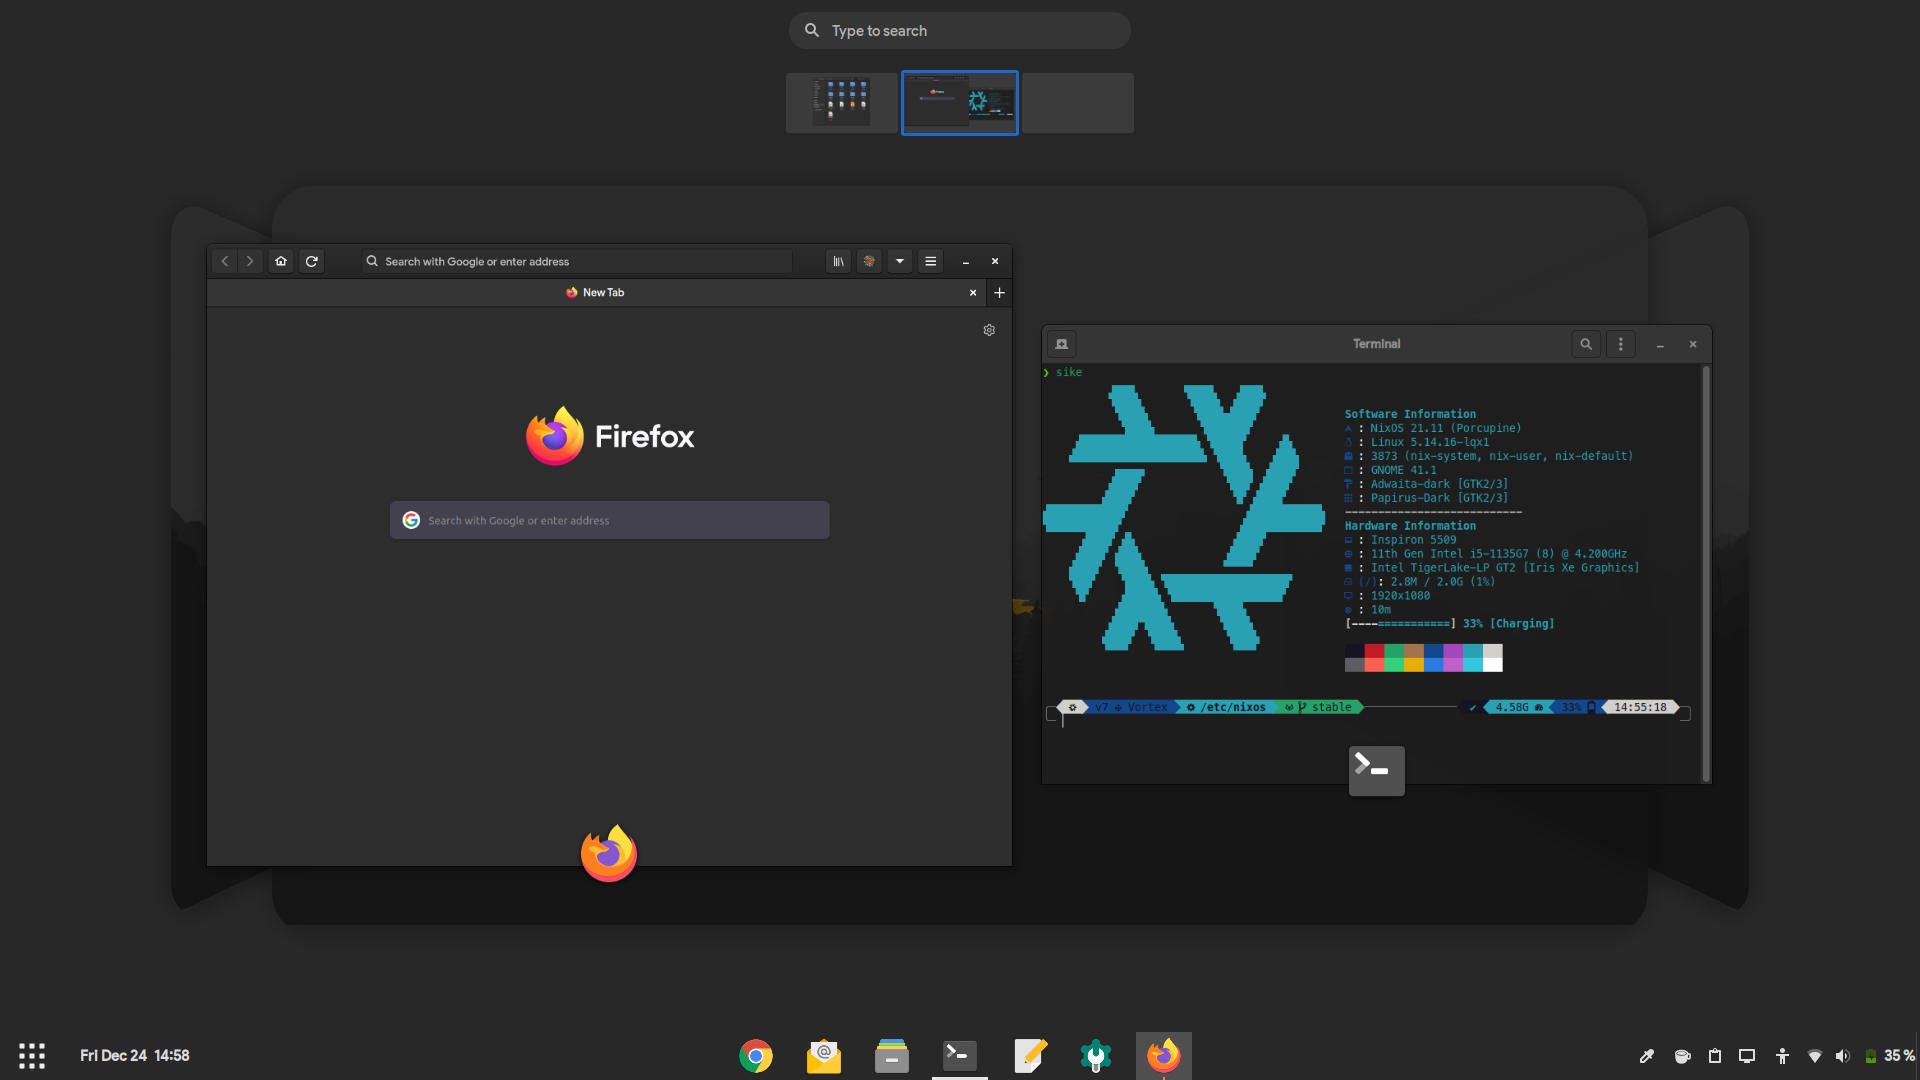 Type to search
Search with Google or enter address
New Tab
Firefox
Search with Google or enter address
Terminal
❯ sike
Software Information
: NixOS 21.11 (Porcupine)
: Linux 5.14.16-lqx1
: 3873 (nix-system, nix-user, nix-default)
: GNOME 41.1
: Adwaita-dark [GTK2/3]
: Papirus-Dark [GTK2/3]
---------------------------
Hardware Information
: Inspiron 5509
: 11th Gen Intel i5-1135G7 (8) @ 4.200GHz
: Intel TigerLake-LP GT2 [Iris Xe Graphics]
(/): 2.8M / 2.0G (1%)
: 1920x1080
: 10m
[----===========] 33% [Charging]
v7 Vortex /etc/nixos stable ✔ 4.58G 33% 14:55:18
Fri Dec 24 14:58
35 %